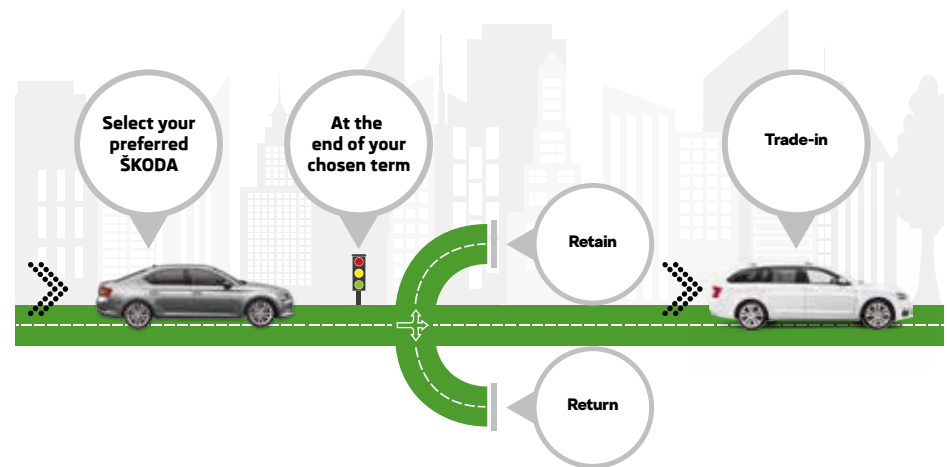 Select your
preferred
ŠKODA
At the
end of your
chosen term
Retain
Trade-in
Return